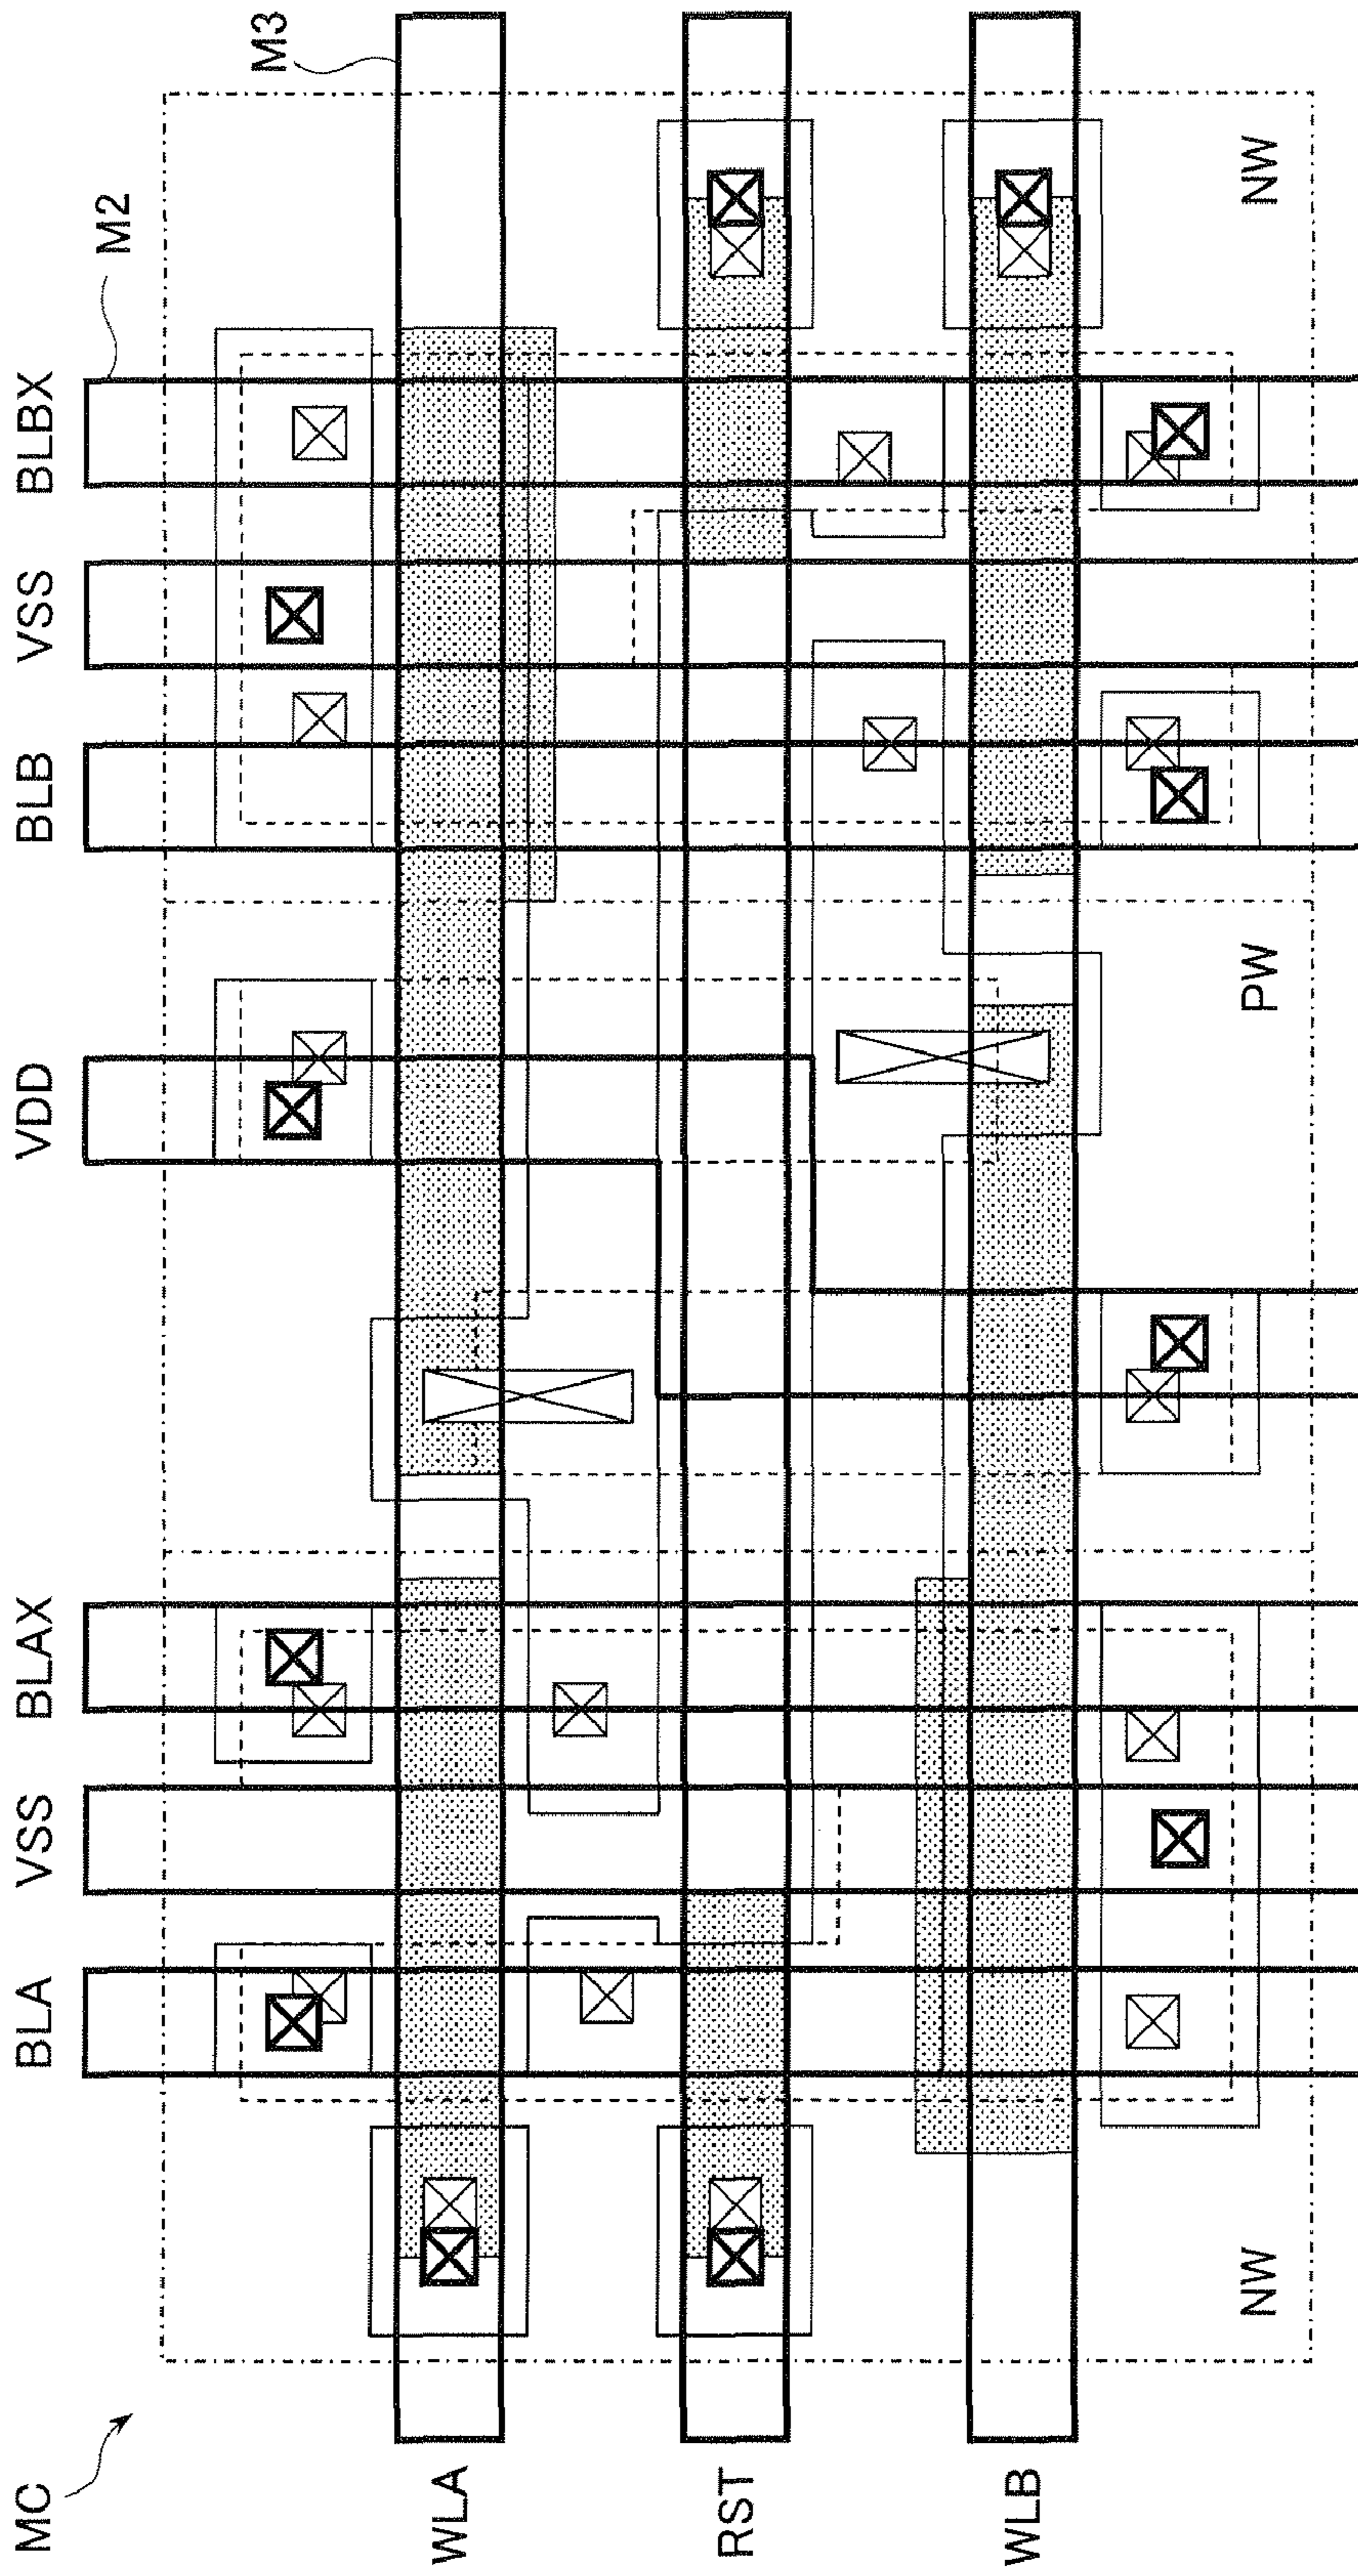 MC
BLA
VSS
BLAX
VDD
BLB
VSS
BLBX
M2
M3
WLA
RST
WLB
NW
PW
NW